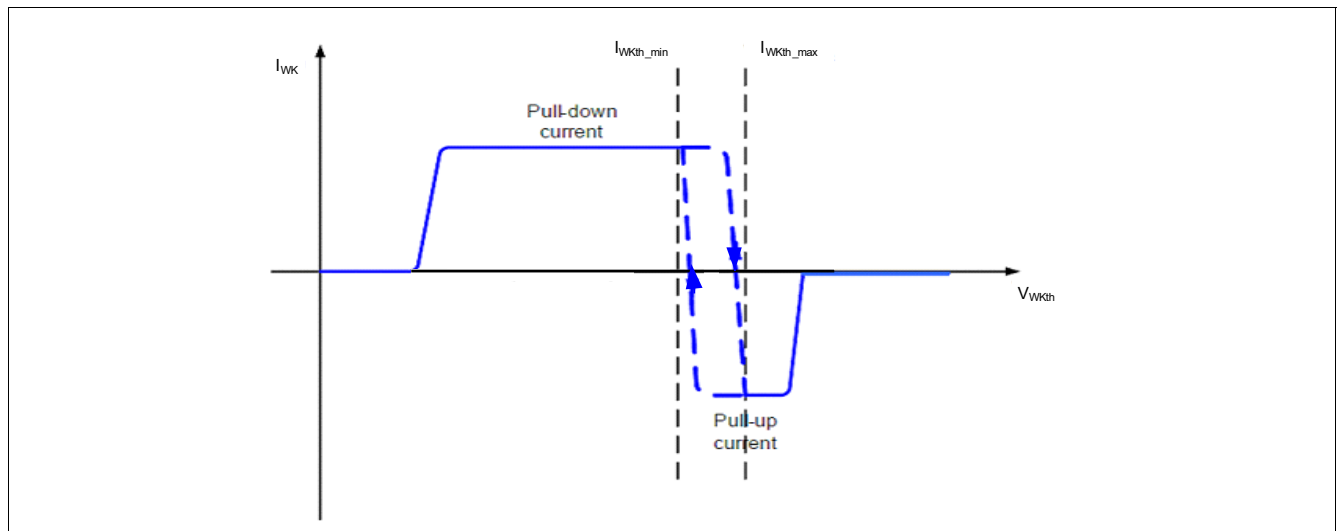 I_WKth_min
I_WKth_max
I_WK
Pull-down
current
V_WKth
Pull-up
current